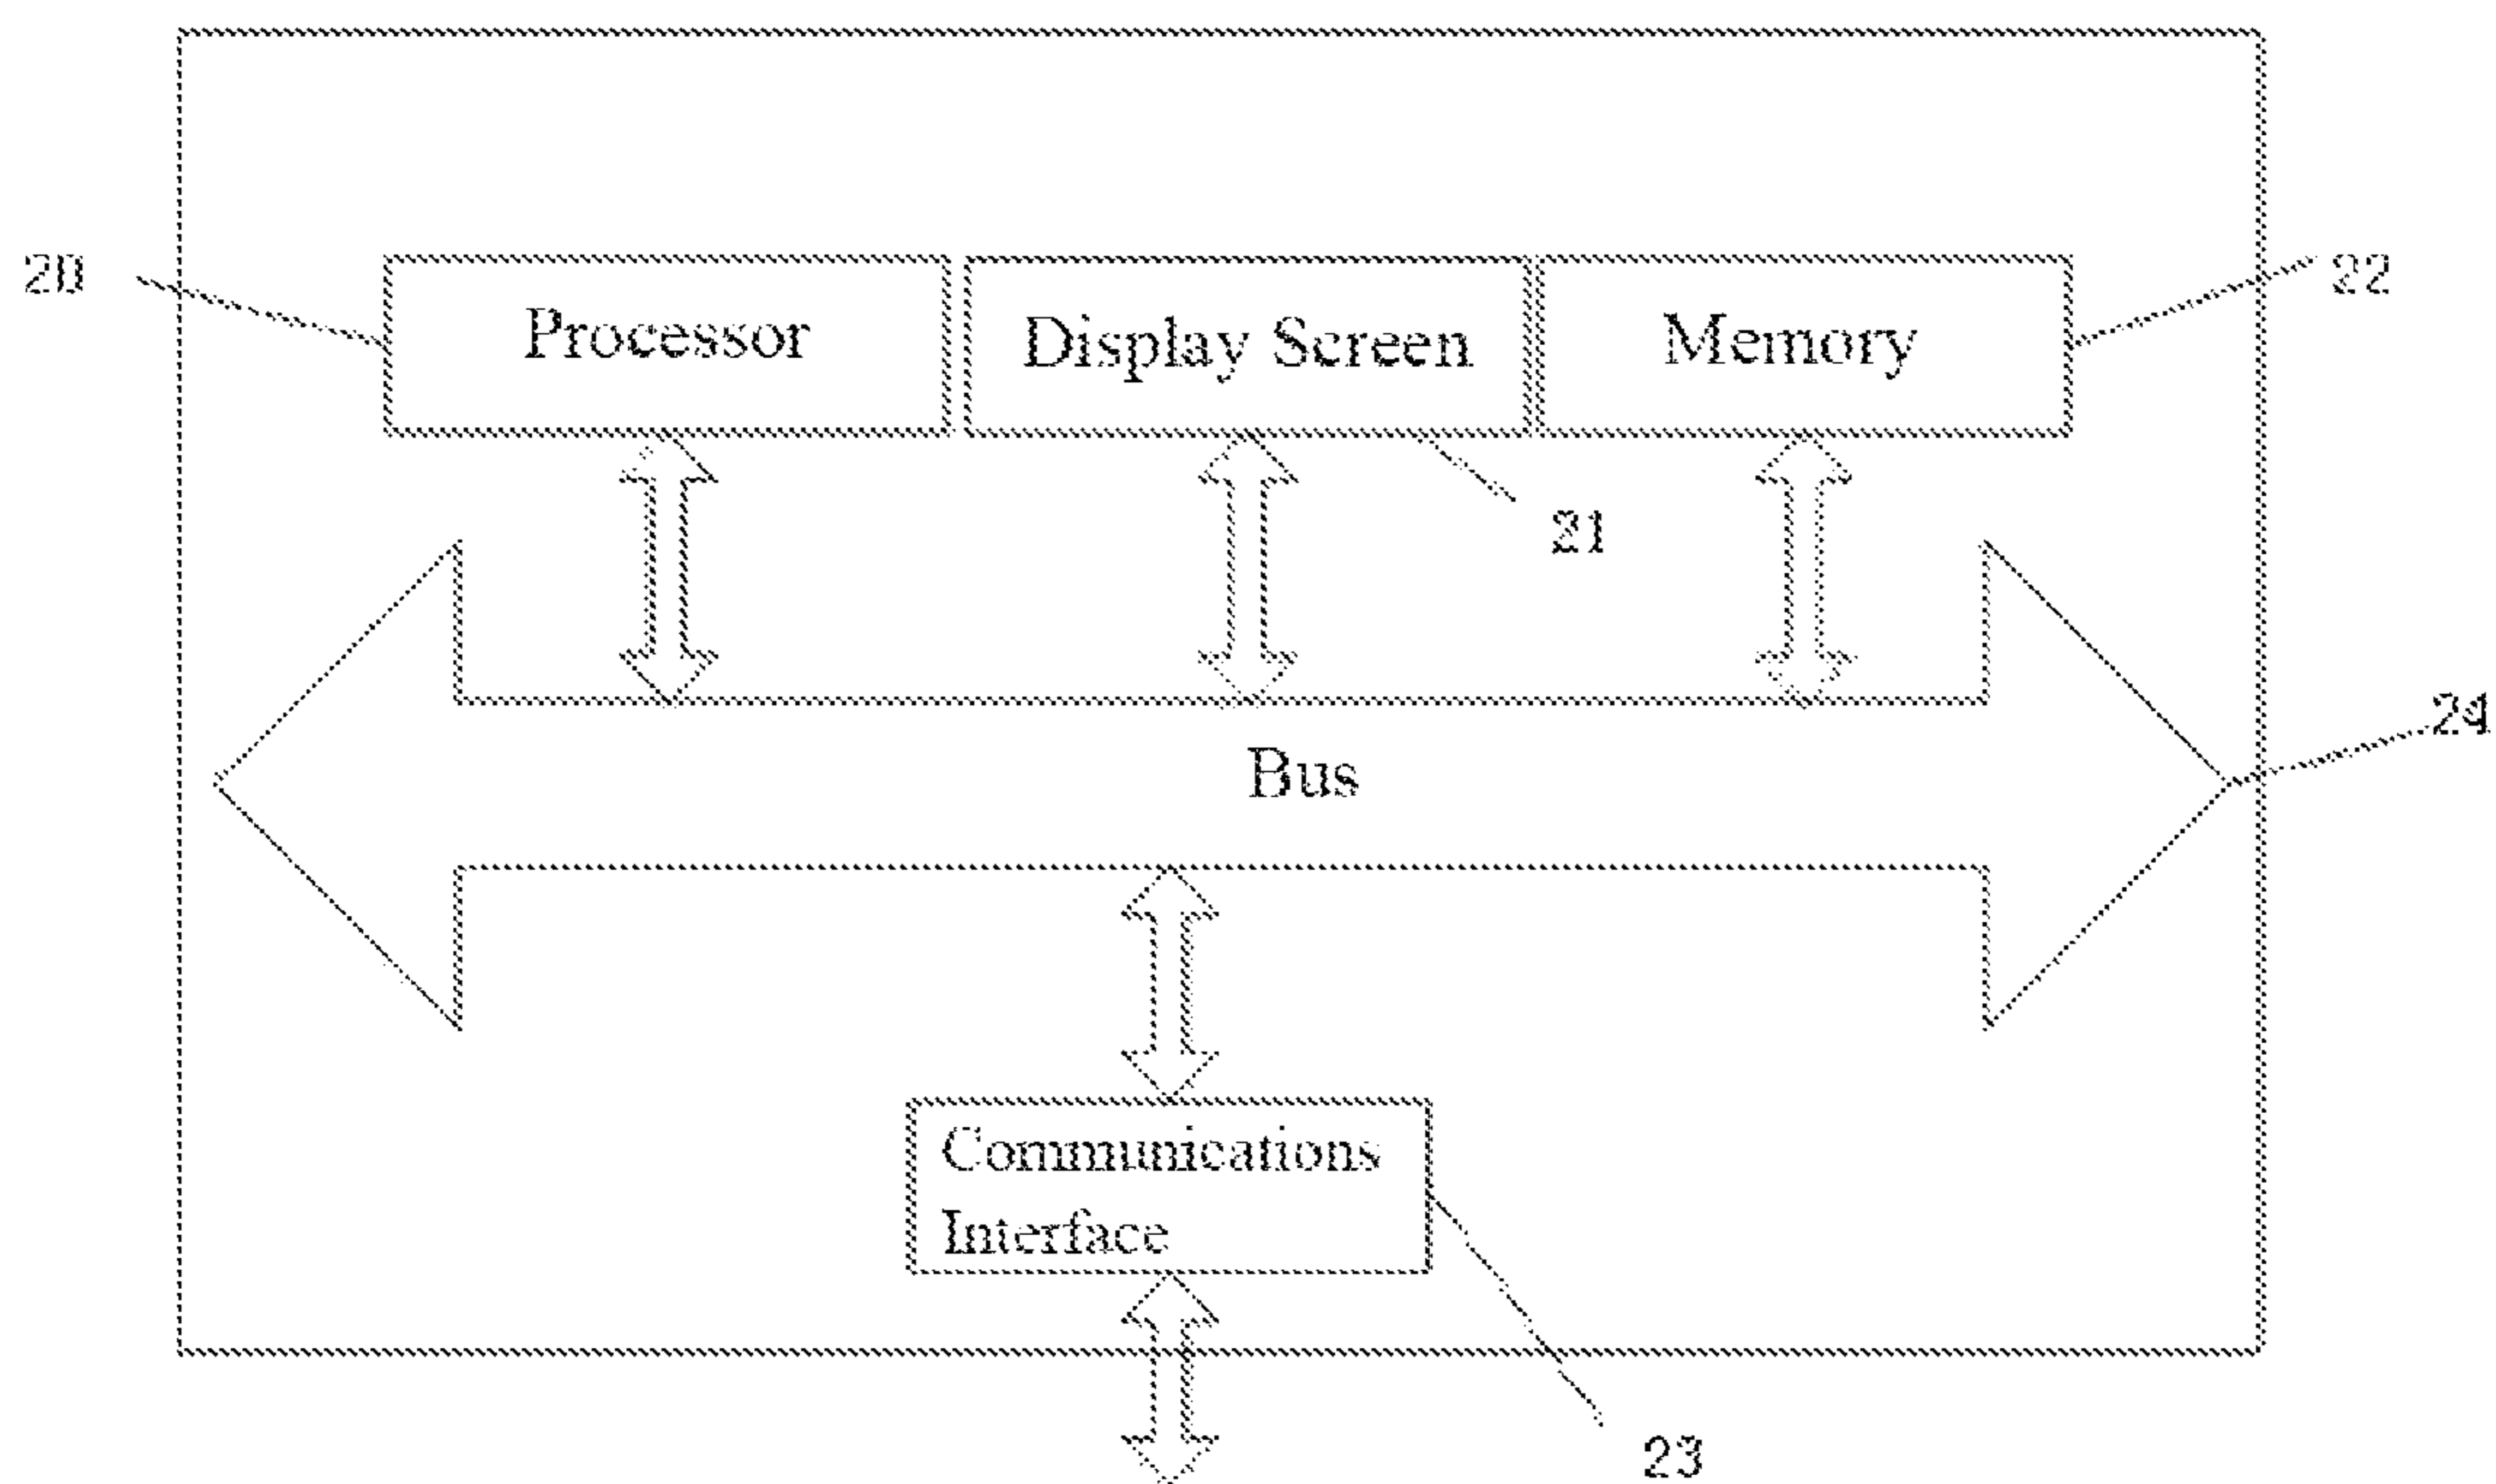 20
Processor
Display Screen
Memory
22
21
Bus
24
Communications
Interface
23